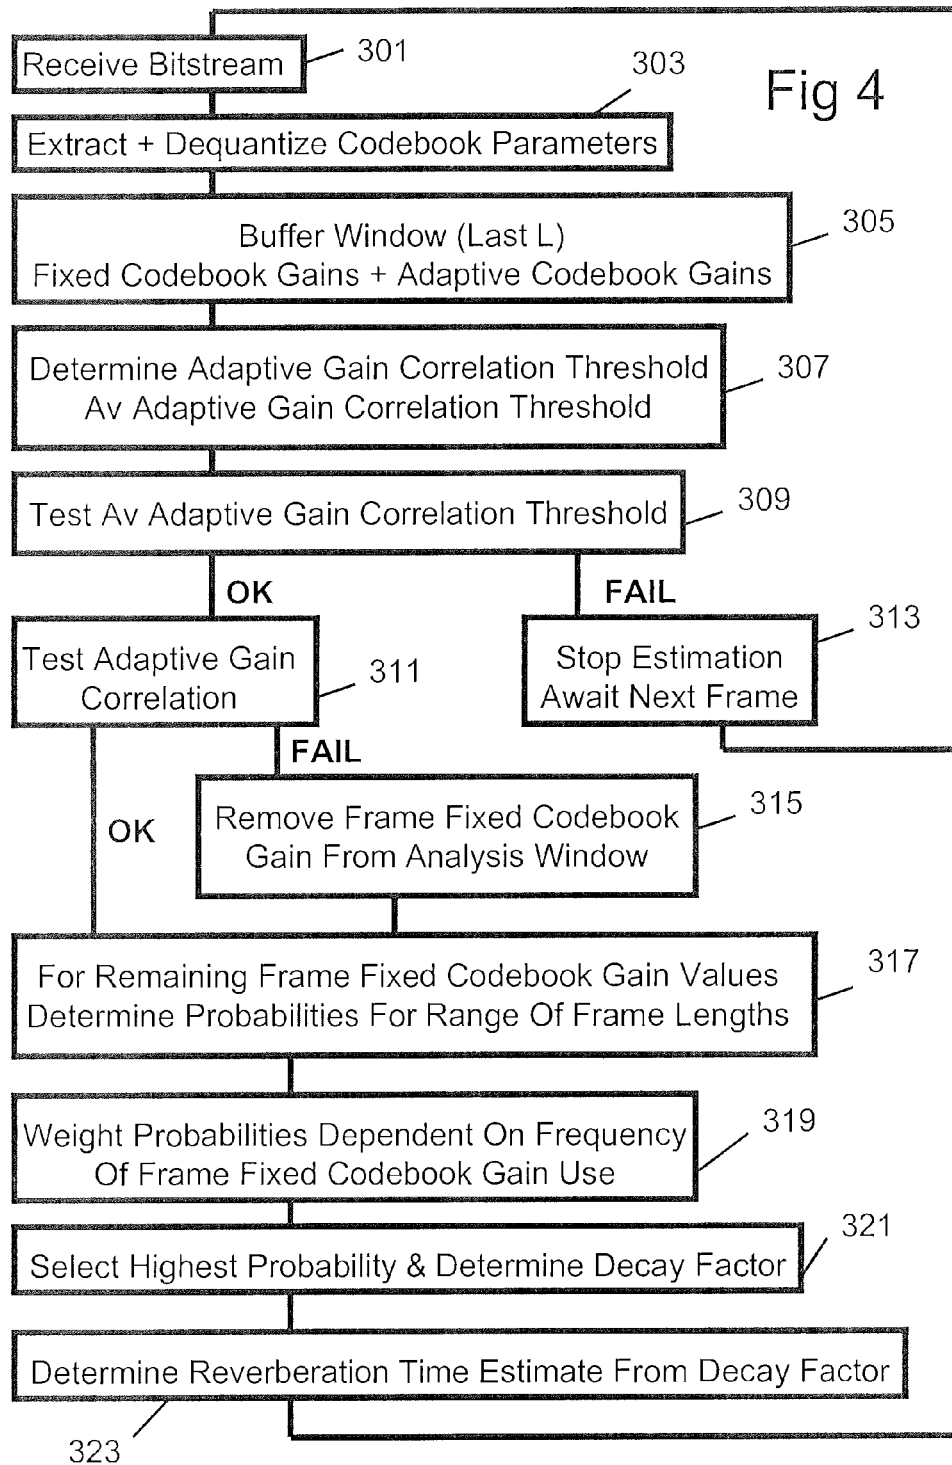 Fig 4
Receive Bitstream
301
303
Extract + Dequantize Codebook Parameters
305
Buffer Window (Last L)
Fixed Codebook Gains + Adaptive Codebook Gains
307
Determine Adaptive Gain Correlation Threshold
Av Adaptive Gain Correlation Threshold
309
Test Av Adaptive Gain Correlation Threshold
OK
FAIL
313
Test Adaptive Gain
Correlation
311
Stop Estimation
Await Next Frame
FAIL
OK
315
Remove Frame Fixed Codebook
Gain From Analysis Window
317
For Remaining Frame Fixed Codebook Gain Values
Determine Probabilities For Range Of Frame Lengths
319
Weight Probabilities Dependent On Frequency
Of Frame Fixed Codebook Gain Use
321
Select Highest Probability & Determine Decay Factor
Determine Reverberation Time Estimate From Decay Factor
323